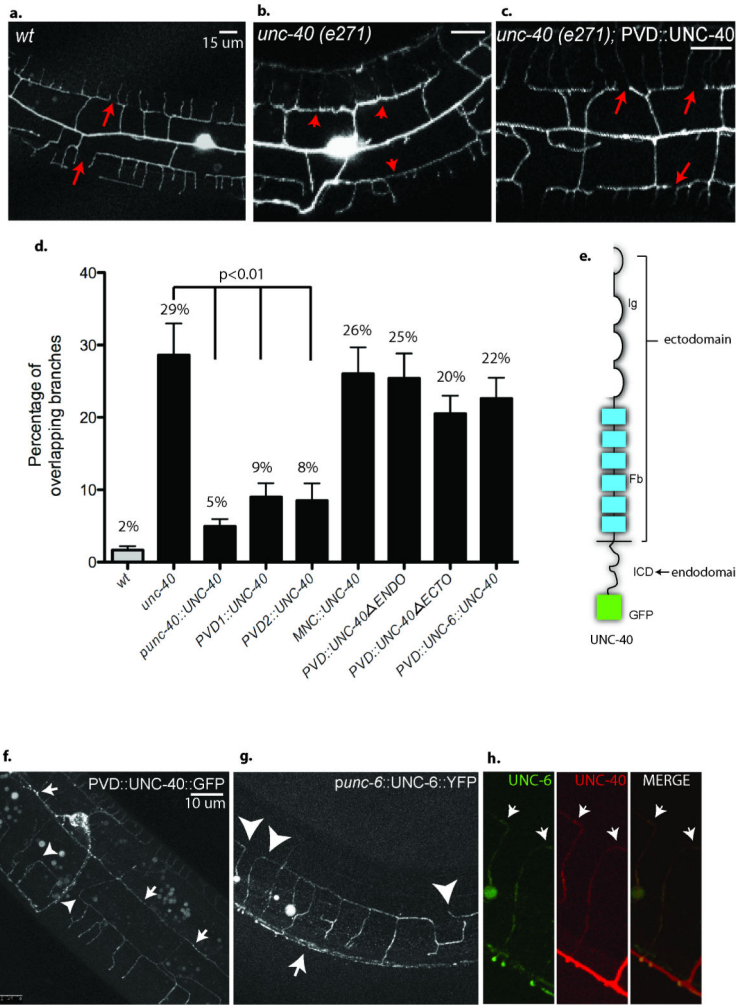 a.
wt
15 um
b.
unc-40 (e271)
c.
unc-40 (e271); PVD::UNC-40
d.
Percentage of
overlapping branches
40
30
20
10
0
p<0.01
2%
29%
5%
9%
8%
26%
25%
20%
22%
wt
unc-40
punc-40::UNC-40
PVD1::UNC-40
PVD2::UNC-40
MNC::UNC-40
PVD::UNC-40ΔENDO
PVD::UNC-40ΔECTO
PVD::UNC-6::UNC-40
e.
Ig
ectodomain
Fb
ICD
endodomai
GFP
UNC-40
f.
PVD::UNC-40::GFP
10 um
g.
punc-6::UNC-6::YFP
h.
UNC-6
UNC-40
MERGE